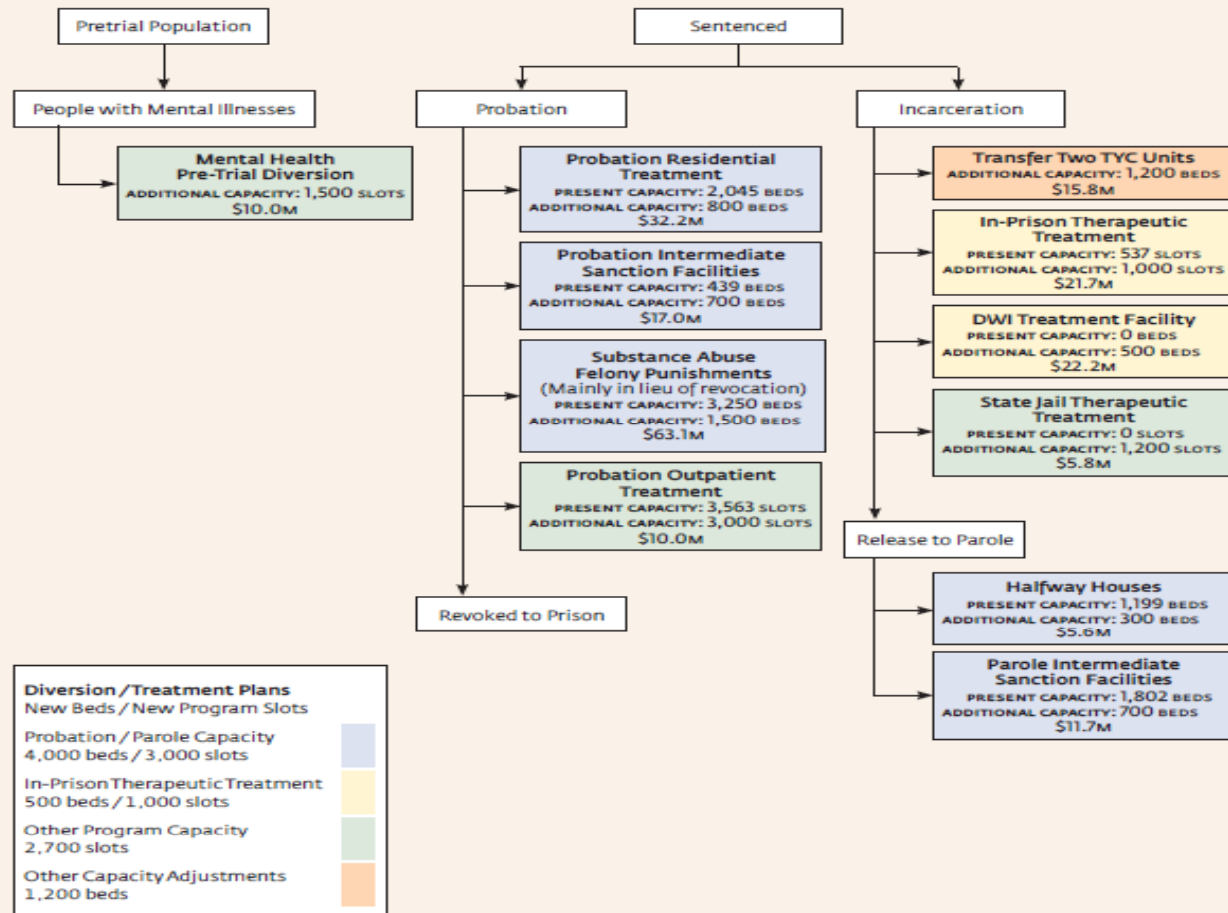 Pretrial Population
People with Mental Illnesses
Mental Health
Pre-Trial Diversion
ADDITIONAL CAPACITY: 1,500 SLOTS
$10.0M
Sentenced
Probation
Probation Residential
Treatment
PRESENT CAPACITY: 2,045 BEDS
ADDITIONAL CAPACITY: 800 BEDS
$32.2M
Probation Intermediate
Sanction Facilities
PRESENT CAPACITY: 439 BEDS
ADDITIONAL CAPACITY: 700 BEDS
$17.0M
Substance Abuse
Felony Punishments
(Mainly in lieu of revocation)
PRESENT CAPACITY: 3,250 BEDS
ADDITIONAL CAPACITY: 1,500 BEDS
$63.1M
Probation Outpatient
Treatment
PRESENT CAPACITY: 3,563 SLOTS
ADDITIONAL CAPACITY: 3,000 SLOTS
$10.0M
Revoked to Prison
Incarceration
Transfer Two TYC Units
ADDITIONAL CAPACITY: 1,200 BEDS
$15.8M
In-Prison Therapeutic
Treatment
PRESENT CAPACITY: 537 SLOTS
ADDITIONAL CAPACITY: 1,000 SLOTS
$21.7M
DWI Treatment Facility
PRESENT CAPACITY: 0 BEDS
ADDITIONAL CAPACITY: 500 BEDS
$22.2M
State Jail Therapeutic
Treatment
PRESENT CAPACITY: 0 SLOTS
ADDITIONAL CAPACITY: 1,200 SLOTS
$5.8M
Release to Parole
Halfway Houses
PRESENT CAPACITY: 1,199 BEDS
ADDITIONAL CAPACITY: 300 BEDS
$5.6M
Parole Intermediate
Sanction Facilities
PRESENT CAPACITY: 1,802 BEDS
ADDITIONAL CAPACITY: 700 BEDS
$11.7M
Diversion / Treatment Plans
New Beds / New Program Slots
Probation / Parole Capacity
4,000 beds / 3,000 slots
In-Prison Therapeutic Treatment
500 beds / 1,000 slots
Other Program Capacity
2,700 slots
Other Capacity Adjustments
1,200 beds